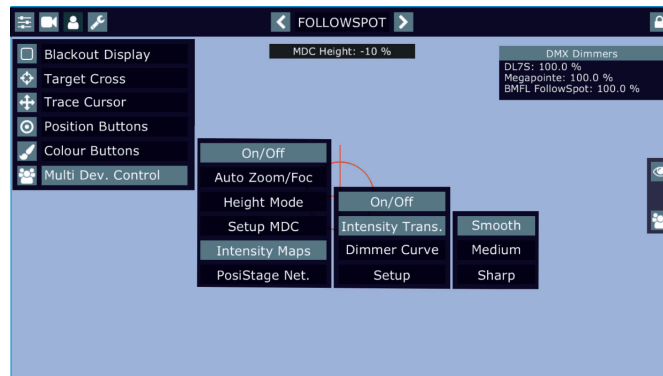 FOLLOWSPOT
MDC Height: -10 %
DMX Dimmers
DL7S: 100.0 %
Megapointe: 100.0 %
BMFL FollowSpot: 100.0 %
Blackout Display
Target Cross
Trace Cursor
Position Buttons
Colour Buttons
Multi Dev. Control
On/Off
Auto Zoom/Foc
Height Mode
Setup MDC
Intensity Maps
PosiStage Net.
On/Off
Intensity Trans.
Dimmer Curve
Setup
Smooth
Medium
Sharp